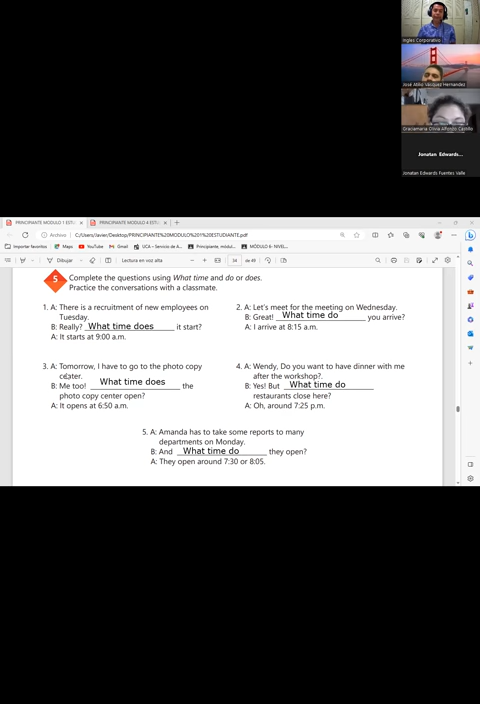 Ingles Corporativo
José Atilio Vásquez Hernandez
Graciamaria Olivia Alfonso Castillo
Jonatan Edwards...
Jonatan Edwards Fuentes Valle
PRINCIPIANTE MODULO 1 ESTU
PRINCIPIANTE MODULO 4 ESTU
Archivo | C:/Users/Javier/Desktop/PRINCIPIANTE%20MODULO%201%20ESTUDIANTE.pdf
Importar favoritos Maps YouTube Gmail UCA – Servicio de A... Principiante, módul... MÓDULO 6- NIVEL...
Dibujar Lectura en voz alta 34 de 49
5 Complete the questions using What time and do or does.
Practice the conversations with a classmate.
1. A: There is a recruitment of new employees on
Tuesday.
B: Really? What time does it start?
A: It starts at 9:00 a.m.
2. A: Let's meet for the meeting on Wednesday.
B: Great! What time do you arrive?
A: I arrive at 8:15 a.m.
3. A: Tomorrow, I have to go to the photo copy
center.
B: Me too! What time does the
photo copy center open?
A: It opens at 6:50 a.m.
4. A: Wendy, Do you want to have dinner with me
after the workshop?.
B: Yes! But What time do
restaurants close here?
A: Oh, around 7:25 p.m.
5. A: Amanda has to take some reports to many
departments on Monday.
B: And What time do they open?
A: They open around 7:30 or 8:05.